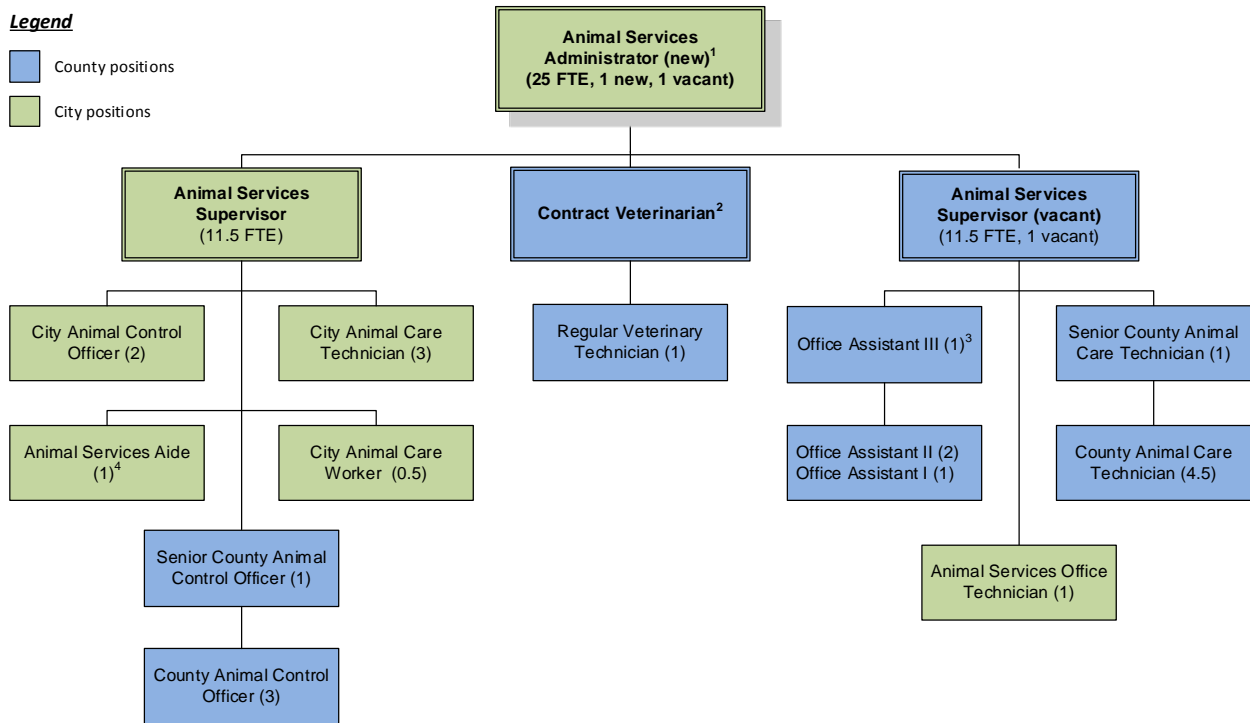 Legend
County positions
City positions
Animal Services
Administrator (new)1
(25 FTE, 1 new, 1 vacant)
Animal Services
Supervisor
(11.5 FTE)
Contract Veterinarian2
Animal Services
Supervisor (vacant)
(11.5 FTE, 1 vacant)
City Animal Control
Officer (2)
City Animal Care
Technician (3)
Regular Veterinary
Technician (1)
Office Assistant III (1)3
Senior County Animal
Care Technician (1)
Animal Services Aide
(1)4
City Animal Care
Worker (0.5)
Office Assistant II (2)
Office Assistant I (1)
County Animal Care
Technician (4.5)
Senior County Animal
Control Officer (1)
Animal Services Office
Technician (1)
County Animal Control
Officer (3)